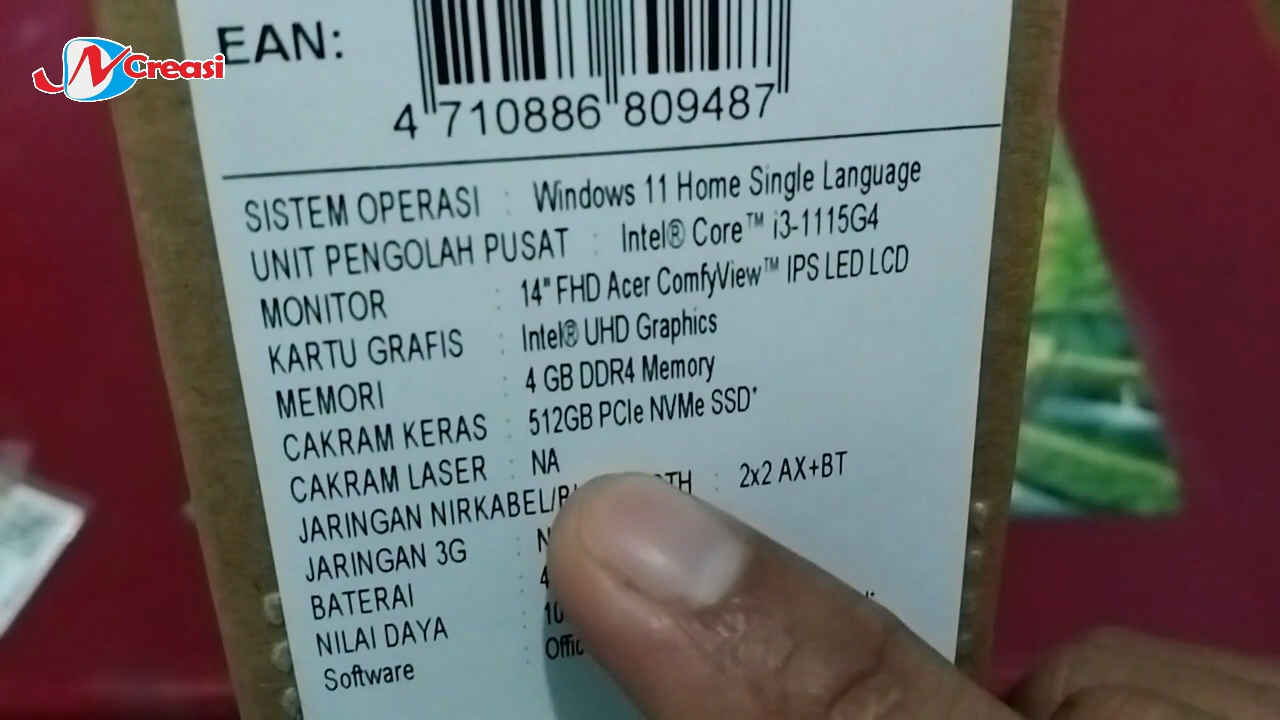 JN Creasi
EAN:
4 710886 809487
SISTEM OPERASI : Windows 11 Home Single Language
UNIT PENGOLAH PUSAT : Intel® Core™ i3-1115G4
MONITOR : 14" FHD Acer ComfyView™ IPS LED LCD
KARTU GRAFIS : Intel® UHD Graphics
MEMORI : 4 GB DDR4 Memory
CAKRAM KERAS : 512GB PCIe NVMe SSD*
CAKRAM LASER : NA
JARINGAN NIRKABEL/ : 2x2 AX+BT
JARINGAN 3G :
BATERAI :
NILAI DAYA :
Software :